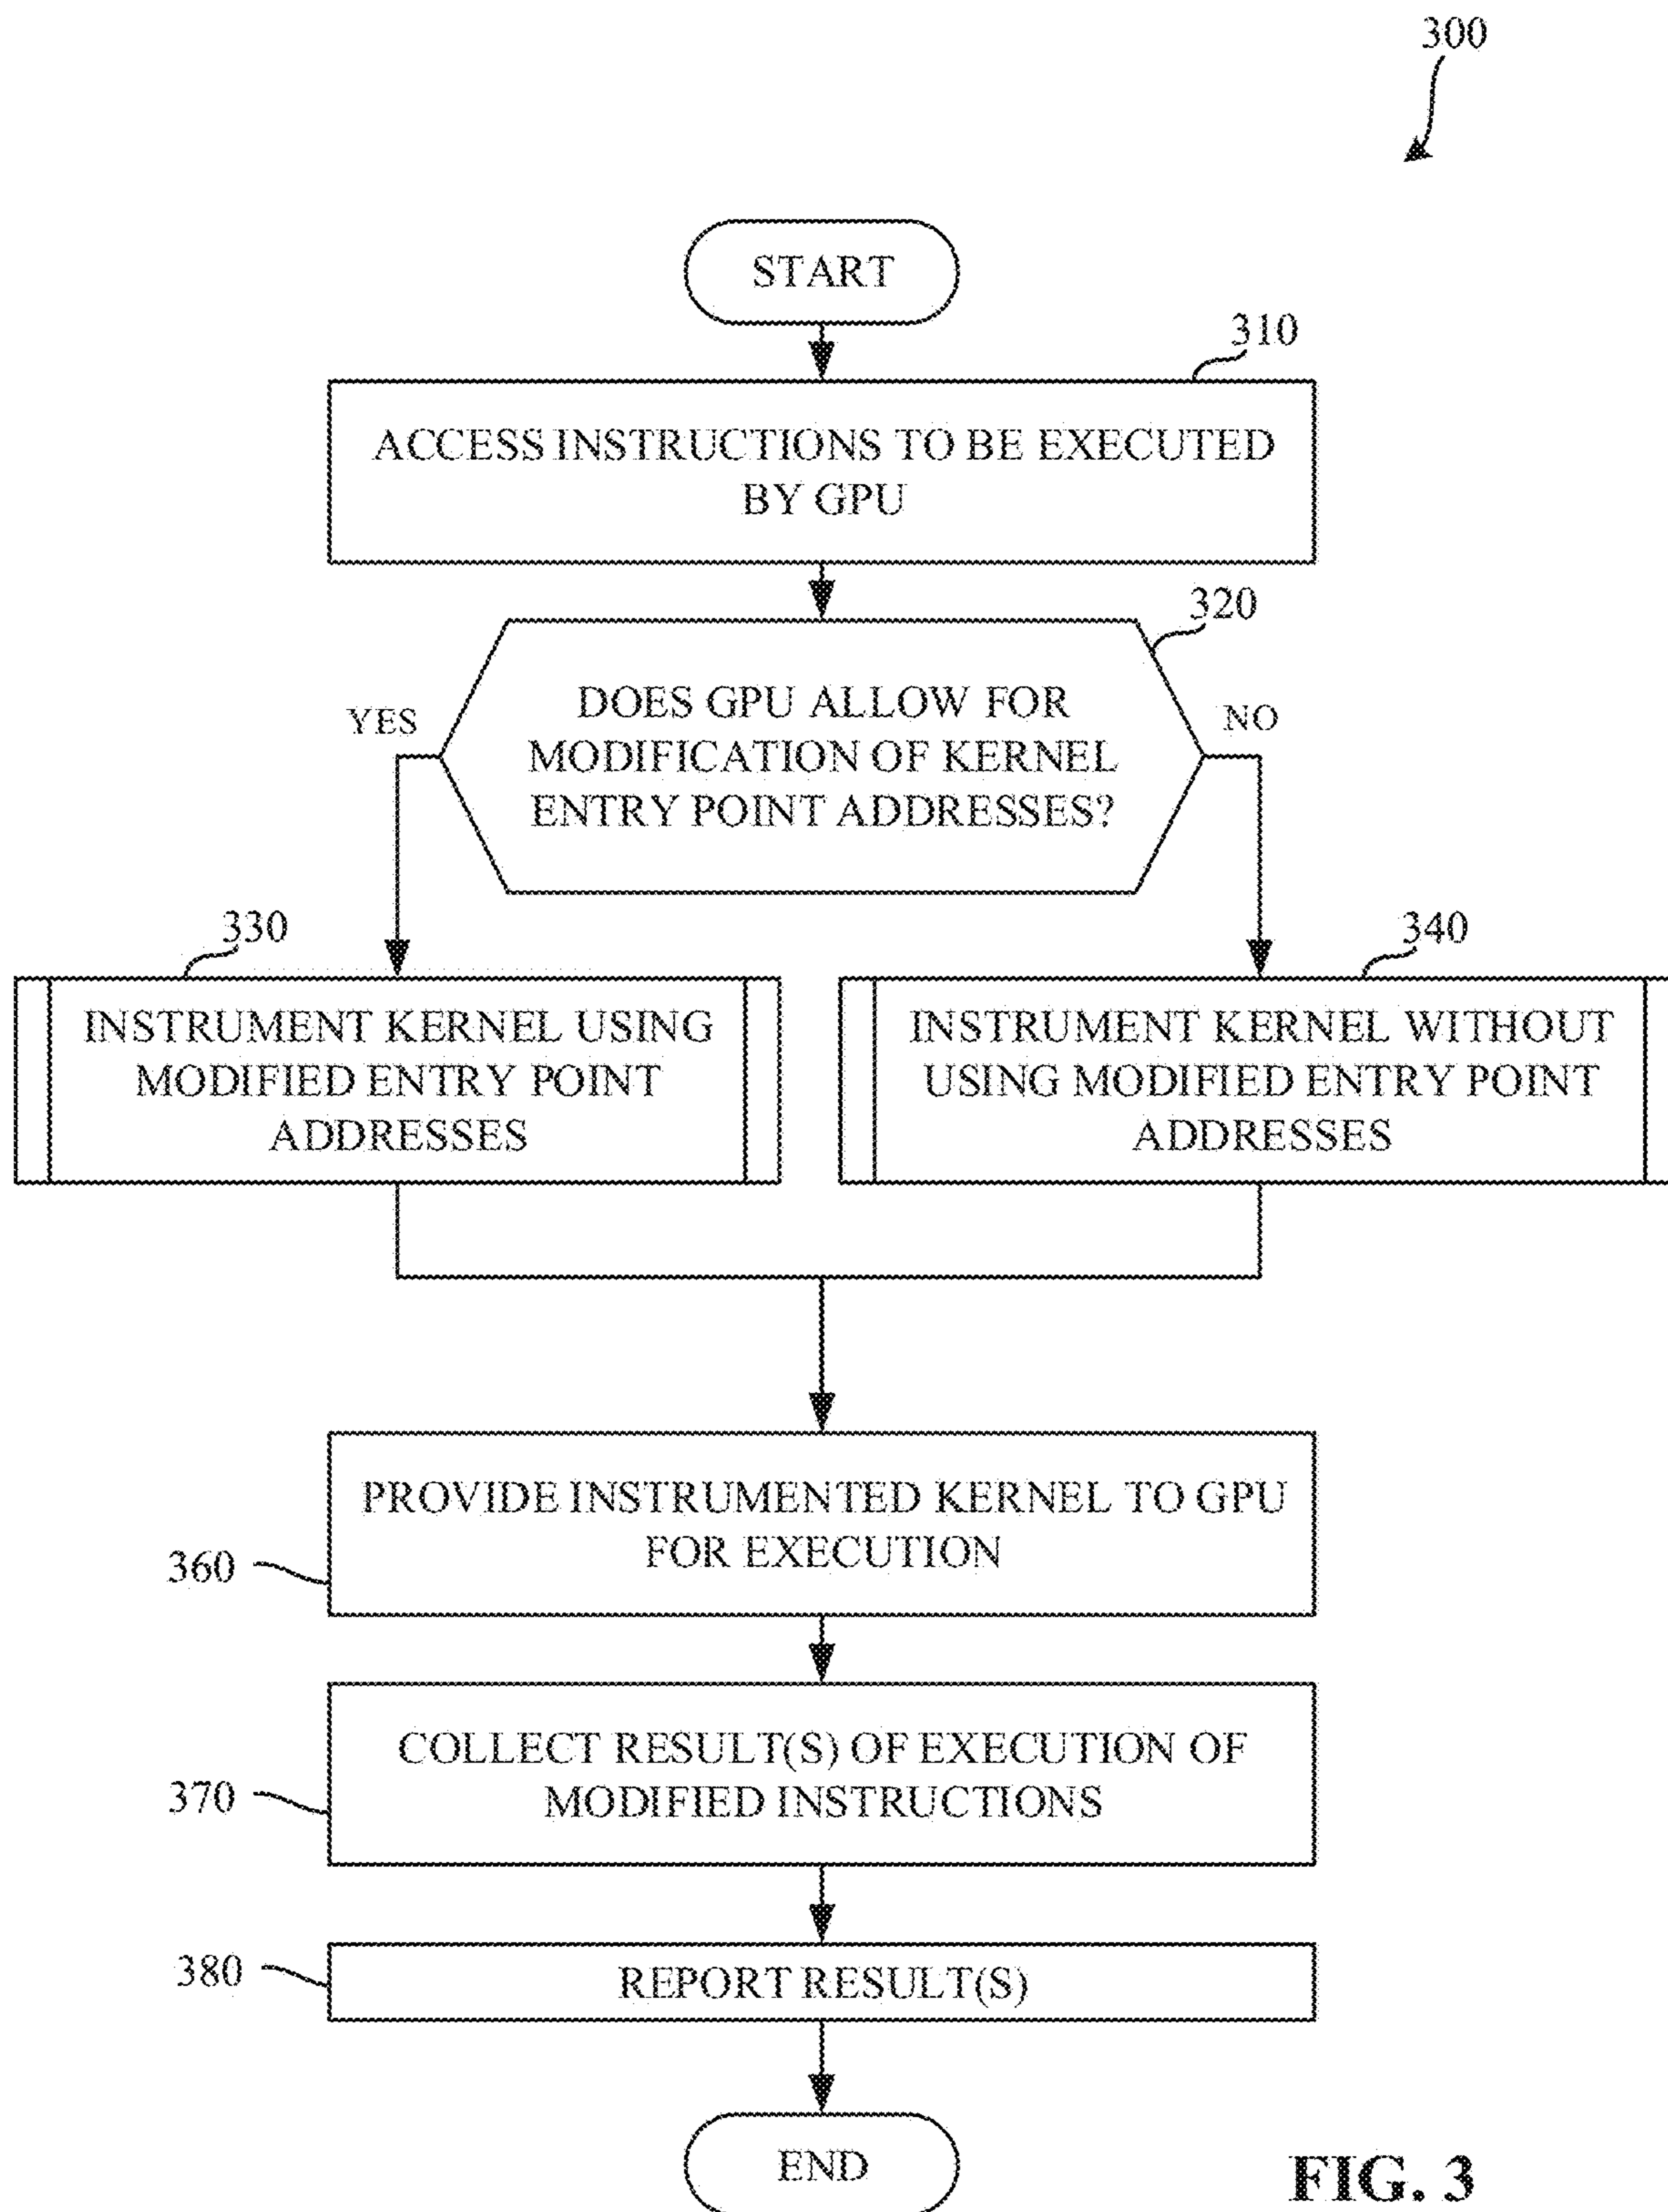 300
START
310
ACCESS INSTRUCTIONS TO BE EXECUTED
BY GPU
320
DOES GPU ALLOW FOR
MODIFICATION OF KERNEL
ENTRY POINT ADDRESSES?
YES
NO
330
INSTRUMENT KERNEL USING
MODIFIED ENTRY POINT
ADDRESSES
340
INSTRUMENT KERNEL WITHOUT
USING MODIFIED ENTRY POINT
ADDRESSES
PROVIDE INSTRUMENTED KERNEL TO GPU
FOR EXECUTION
360
COLLECT RESULT(S) OF EXECUTION OF
MODIFIED INSTRUCTIONS
370
380
REPORT RESULT(S)
END
FIG. 3